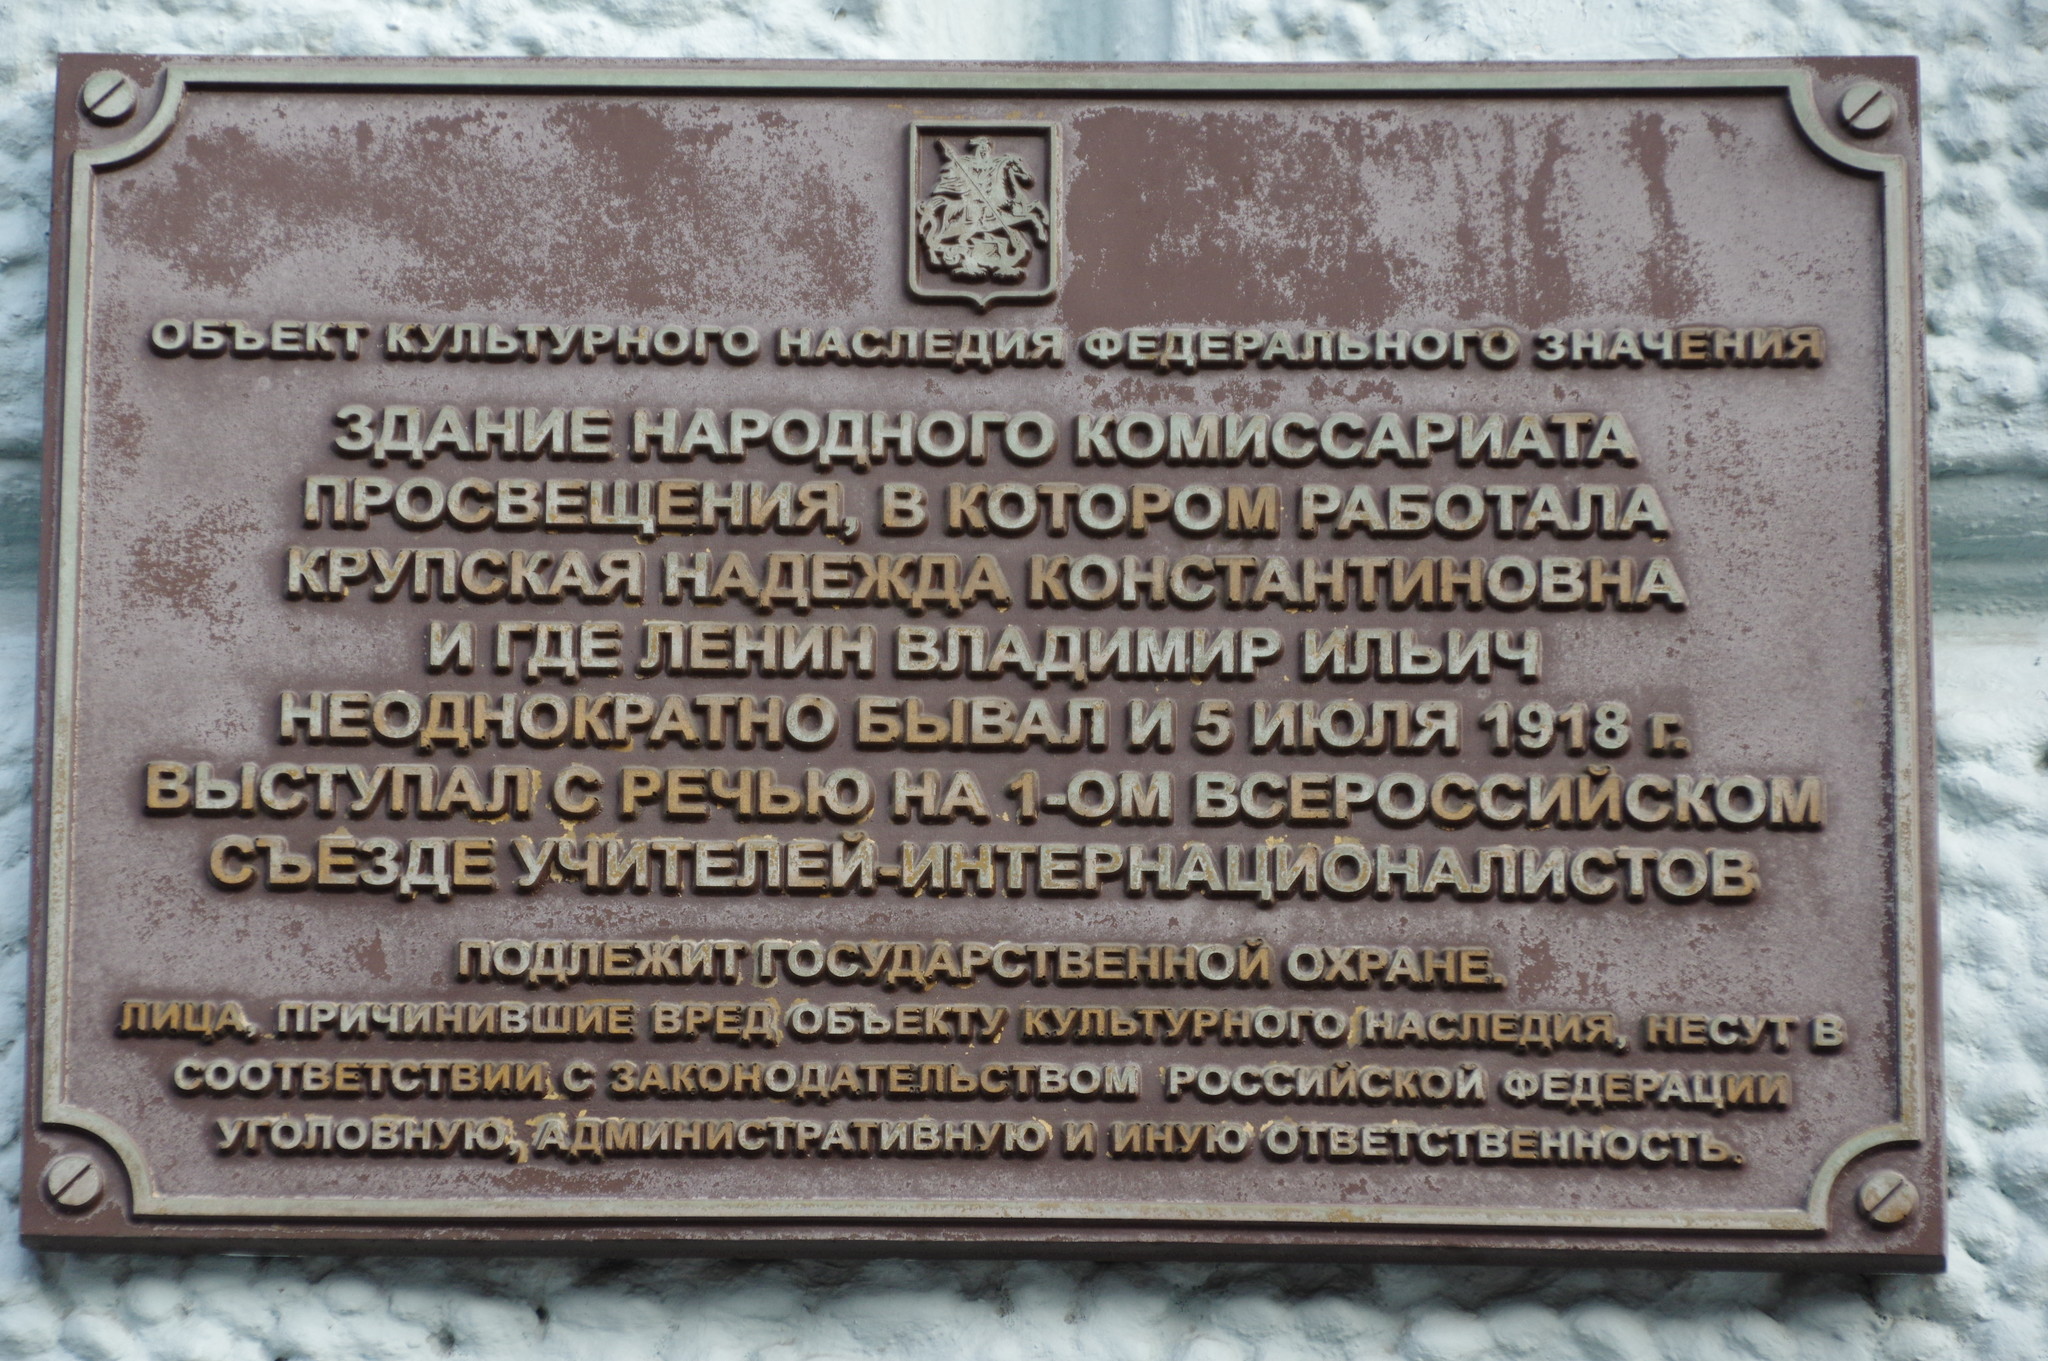 ОБЪЕКТ КУЛЬТУРНОГО НАСЛЕДИЯ ФЕДЕРАЛЬНОГО ЗНАЧЕНИЯ
ЗДАНИЕ НАРОДНОГО КОМИССАРИАТА
ПРОСВЕЩЕНИЯ, В КОТОРОМ РАБОТАЛА
КРУПСКАЯ НАДЕЖДА КОНСТАНТИНОВНА
И ГДЕ ЛЕНИН ВЛАДИМИР ИЛЬИЧ
НЕОДНОКРАТНО БЫВАЛ И 5 ИЮЛЯ 1918 г.
ВЫСТУПАЛ С РЕЧЬЮ НА 1-ОМ ВСЕРОССИЙСКОМ
СЪЕЗДЕ УЧИТЕЛЕЙ-ИНТЕРНАЦИОНАЛИСТОВ
ПОДЛЕЖИТ ГОСУДАРСТВЕННОЙ ОХРАНЕ.
ЛИЦА, ПРИЧИНИВШИЕ ВРЕД ОБЪЕКТУ КУЛЬТУРНОГО НАСЛЕДИЯ, НЕСУТ В
СООТВЕТСТВИИ С ЗАКОНОДАТЕЛЬСТВОМ РОССИЙСКОЙ ФЕДЕРАЦИИ
УГОЛОВНУЮ, АДМИНИСТРАТИВНУЮ И ИНУЮ ОТВЕТСТВЕННОСТЬ.